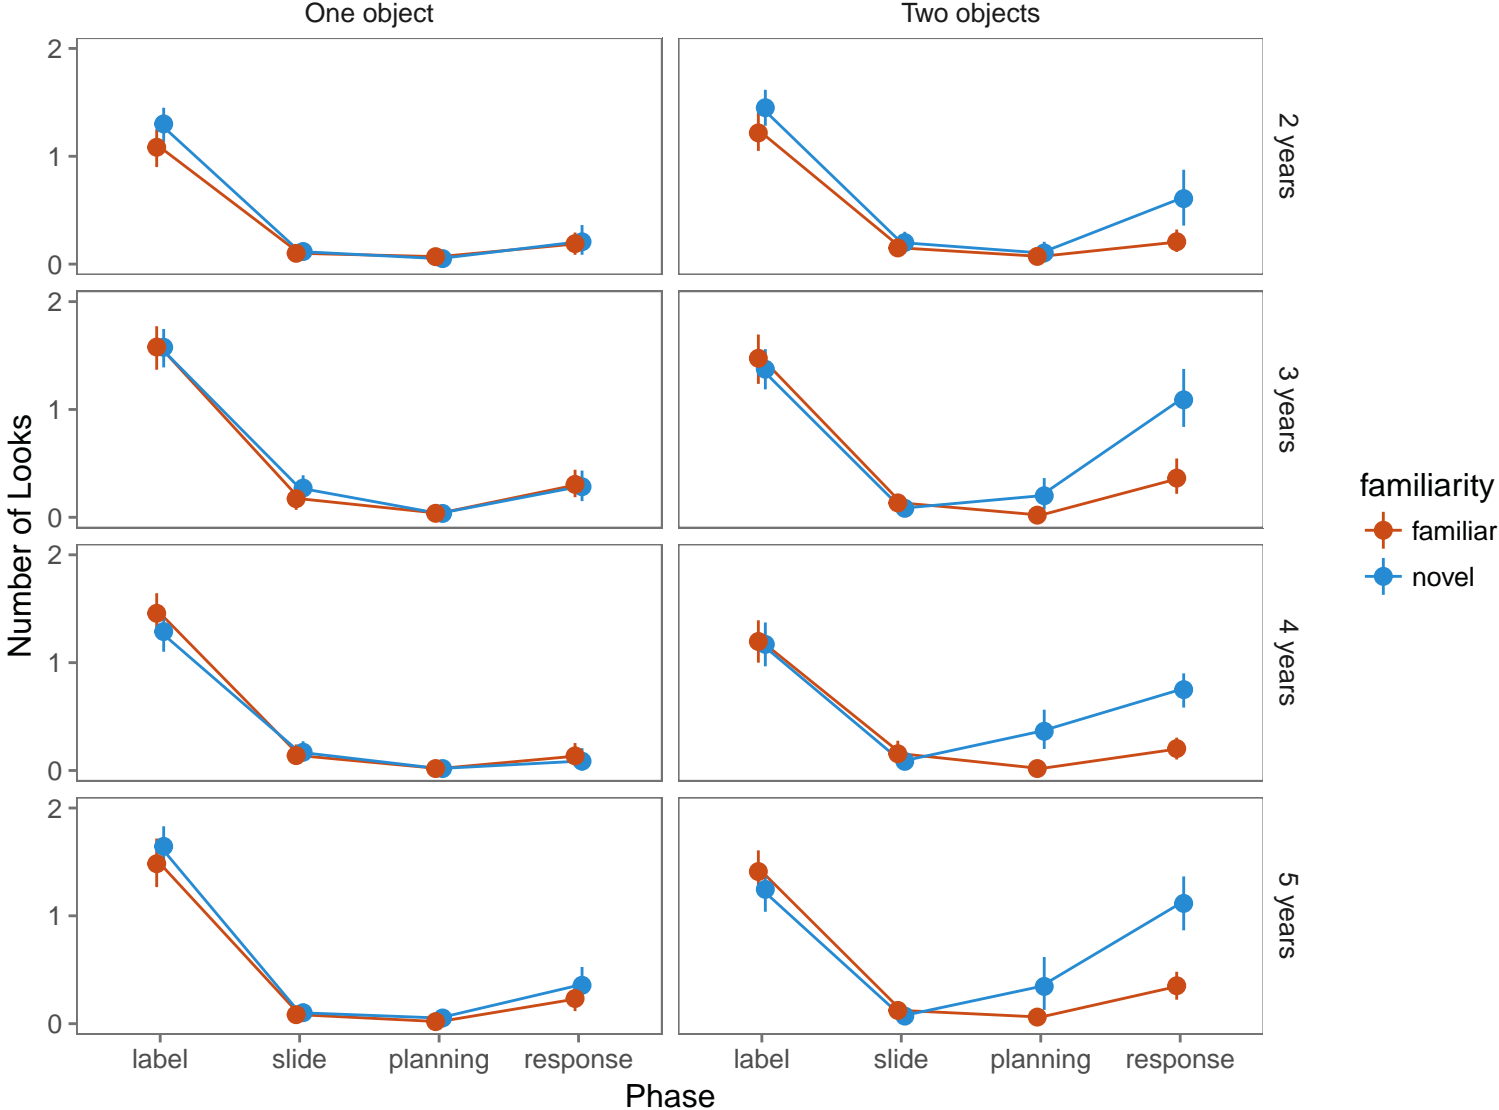 One object
Two objects
2
1
0
2 years
2
1
0
3 years
2
1
0
4 years
2
1
0
5 years
label
slide
planning
response
label
slide
planning
response
Phase
Number of Looks
familiarity
familiar
novel